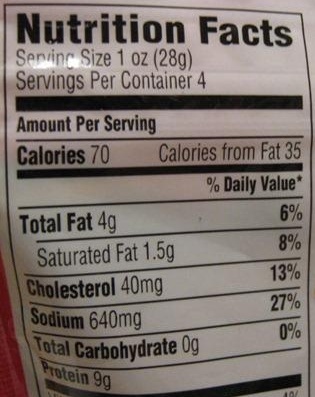 Nutrition Facts
Serving Size 1 oz (28g)
Servings Per Container 4
Amount Per Serving
Calories 70 Calories from Fat 35
% Daily Value*
Total Fat 4g 6%
Saturated Fat 1.5g 8%
Cholesterol 40mg 13%
Sodium 640mg 27%
Total Carbohydrate 0g 0%
Protein 9g